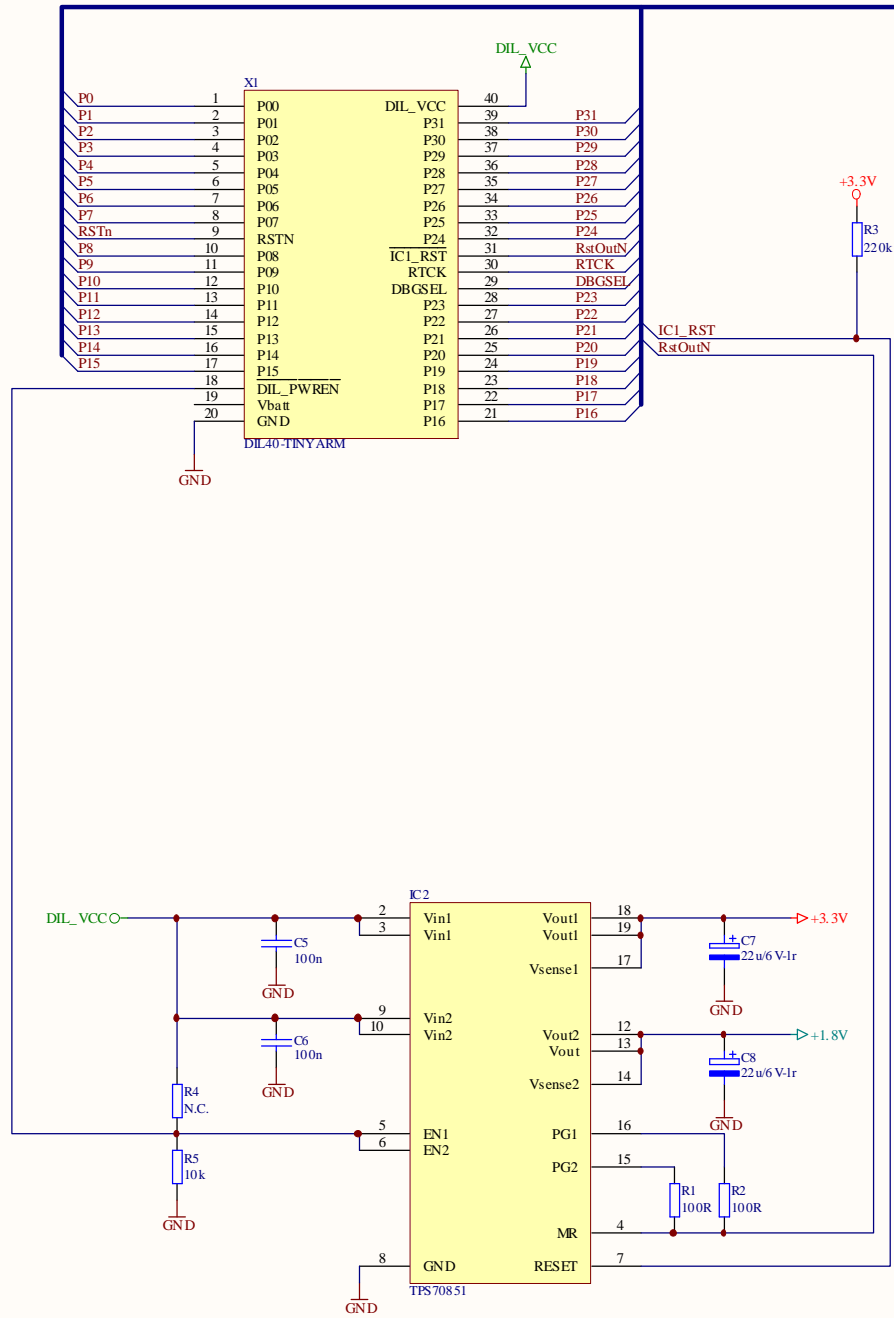 DIL_VCC
X1
P0 1 P00 DIL_VCC 40
P1 2 P01 P31 39 P31
P2 3 P02 P30 38 P30
P3 4 P03 P29 37 P29
P4 5 P04 P28 36 P28
P5 6 P05 P27 35 P27
P6 7 P06 P26 34 P26
P7 8 P07 P25 33 P25
RSTn 9 RSTN P24 32 P24
P8 10 P08 IC1_RST 31 RstOutN
P9 11 P09 RTCK 30 RTCK
P10 12 P10 DBGSEL 29 DBGSEL
P11 13 P11 P23 28 P23
P12 14 P12 P22 27 P22
P13 15 P13 P21 26 P21
P14 16 P14 P20 25 P20
P15 17 P15 P19 24 P19
18 DIL_PWREN P18 23 P18
19 Vbatt P17 22 P17
20 GND P16 21 P16
DIL40-TINYARM
GND
+3.3V
R3
220k
IC1_RST
RstOutN
IC2
DIL_VCC
2 Vin1 Vout1 18
+3.3V
3 Vin1 Vout1 19
C5
100n
GND
Vsense1 17
C7
22u/6V-1r
GND
9 Vin2
10 Vin2
Vout2 12
+1.8V
Vout 13
C6
100n
GND
Vsense2 14
C8
22u/6V-1r
GND
R4
N.C.
5 EN1 PG1 16
6 EN2
R5
10k
GND
PG2 15
R1
100R
R2
100R
MR 4
8 GND RESET 7
GND
TPS70851